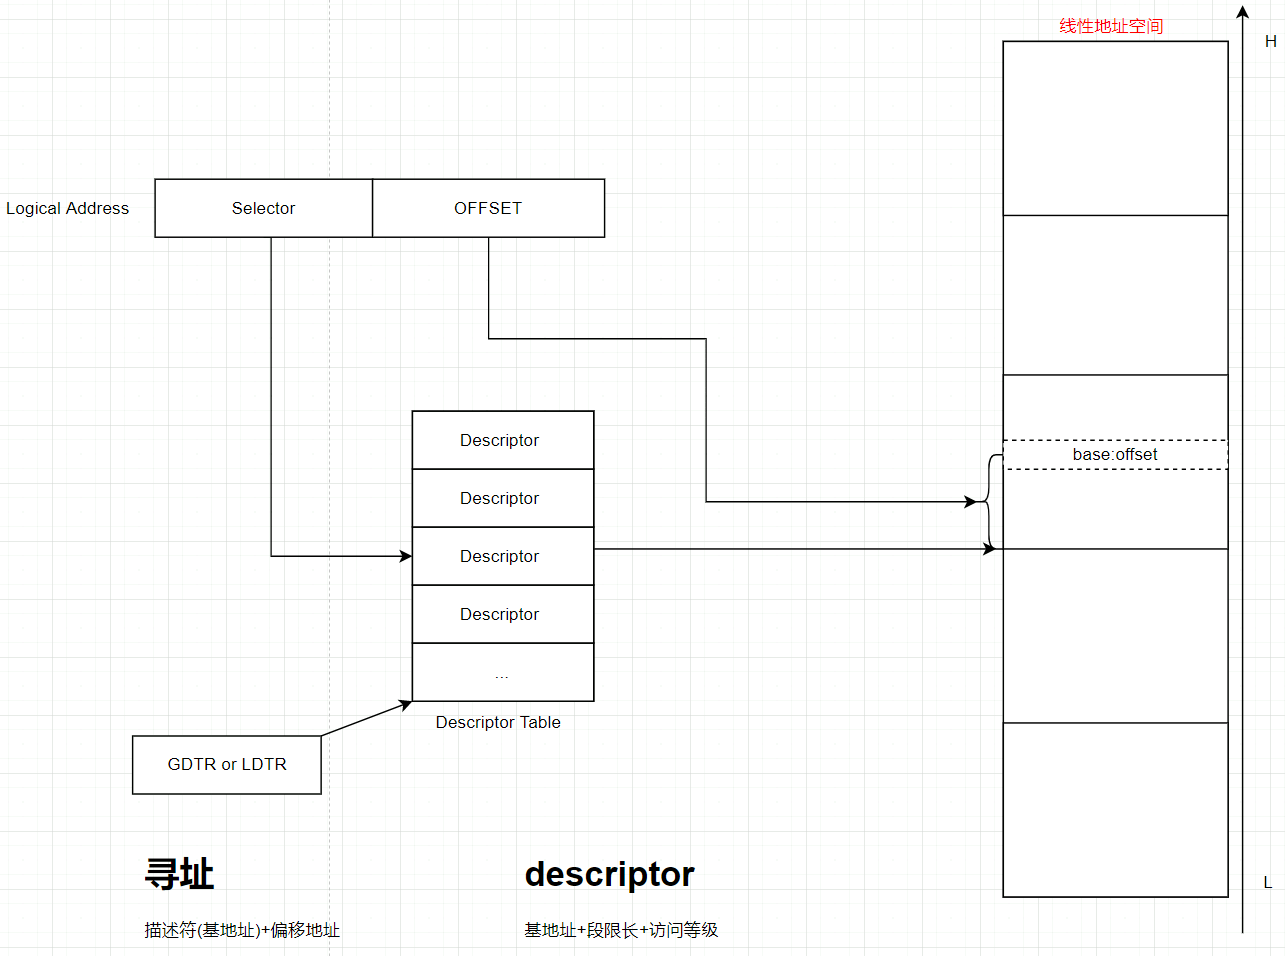 线性地址空间
H
Logical Address
Selector
OFFSET
Descriptor
Descriptor
Descriptor
Descriptor
...
Descriptor Table
GDTR or LDTR
base:offset
L
寻址
描述符(基地址)+偏移地址
descriptor
基地址+段限长+访问等级